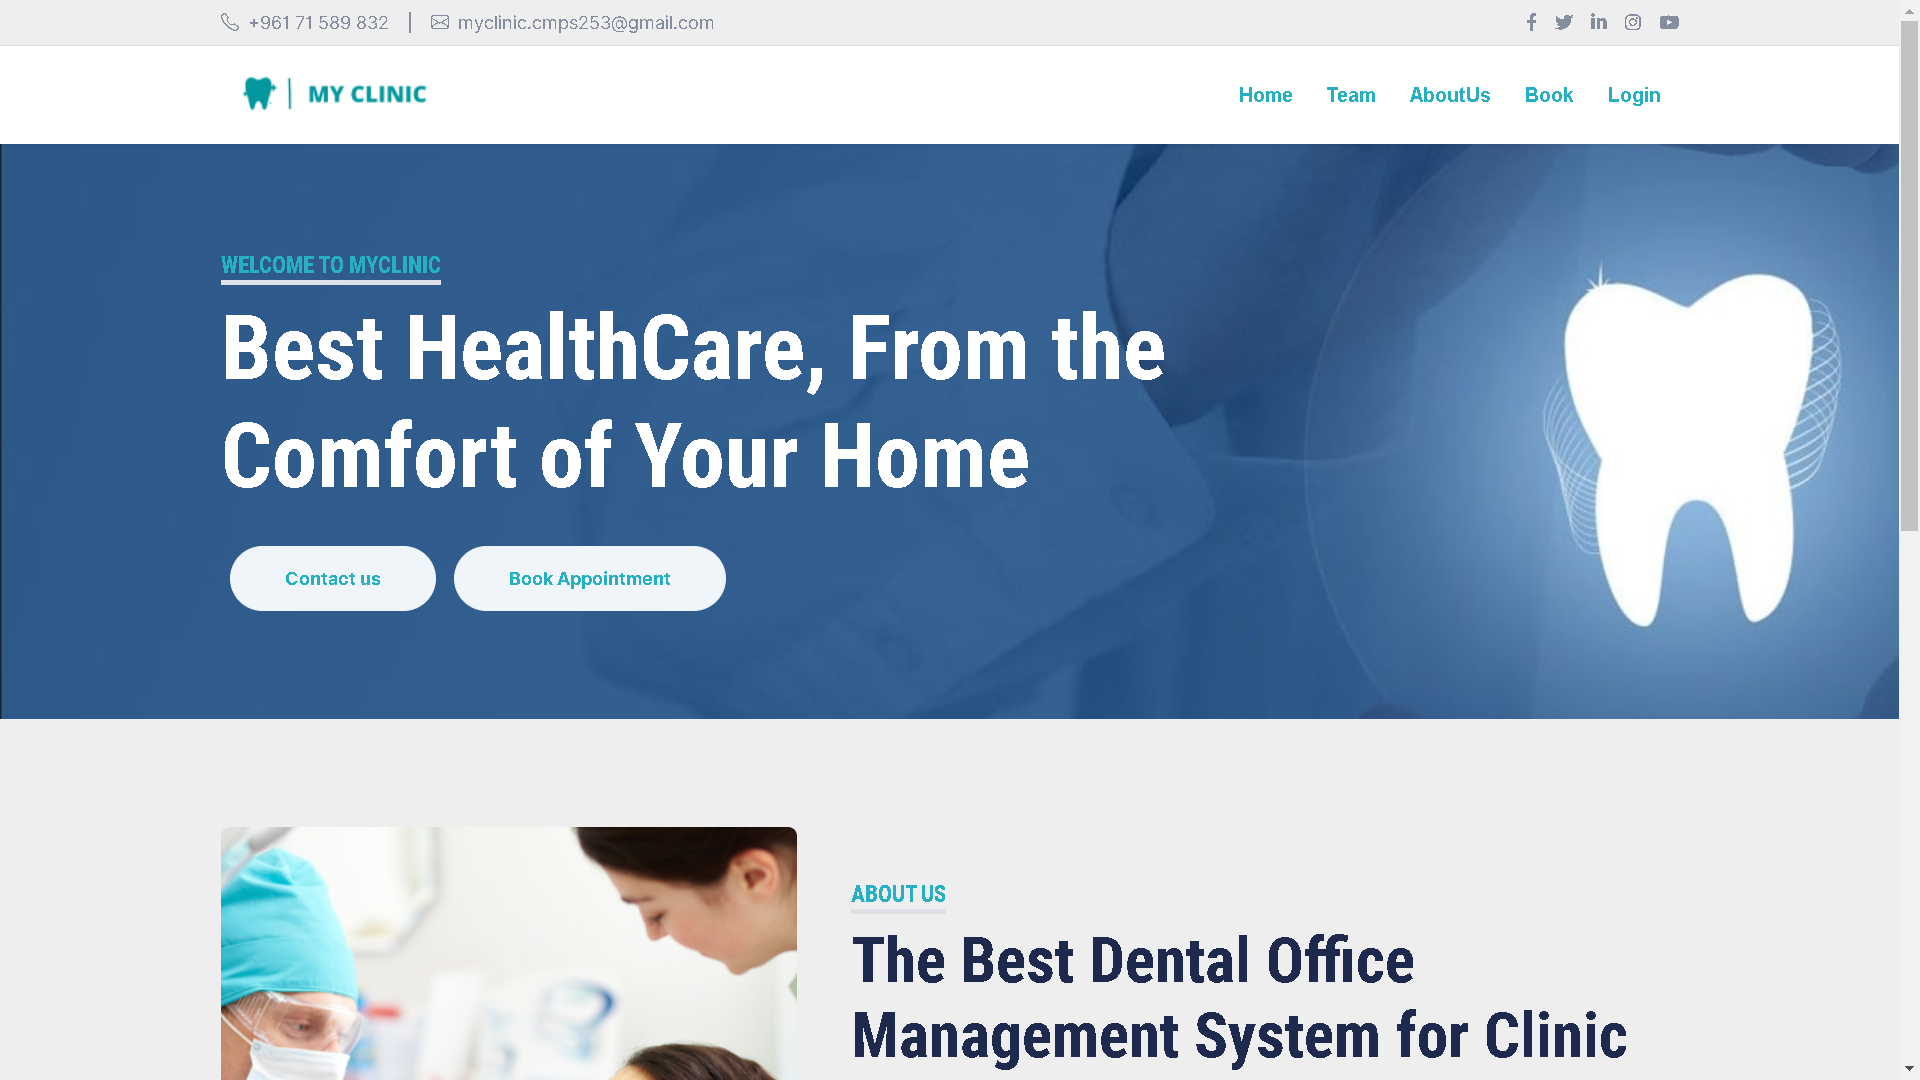 +961 71 589 832 | myclinic.cmps253@gmail.com
MY CLINIC
Home Team AboutUs Book Login
WELCOME TO MYCLINIC
Best HealthCare, From the
Comfort of Your Home
Contact us Book Appointment
ABOUT US
The Best Dental Office
Management System for Clinic